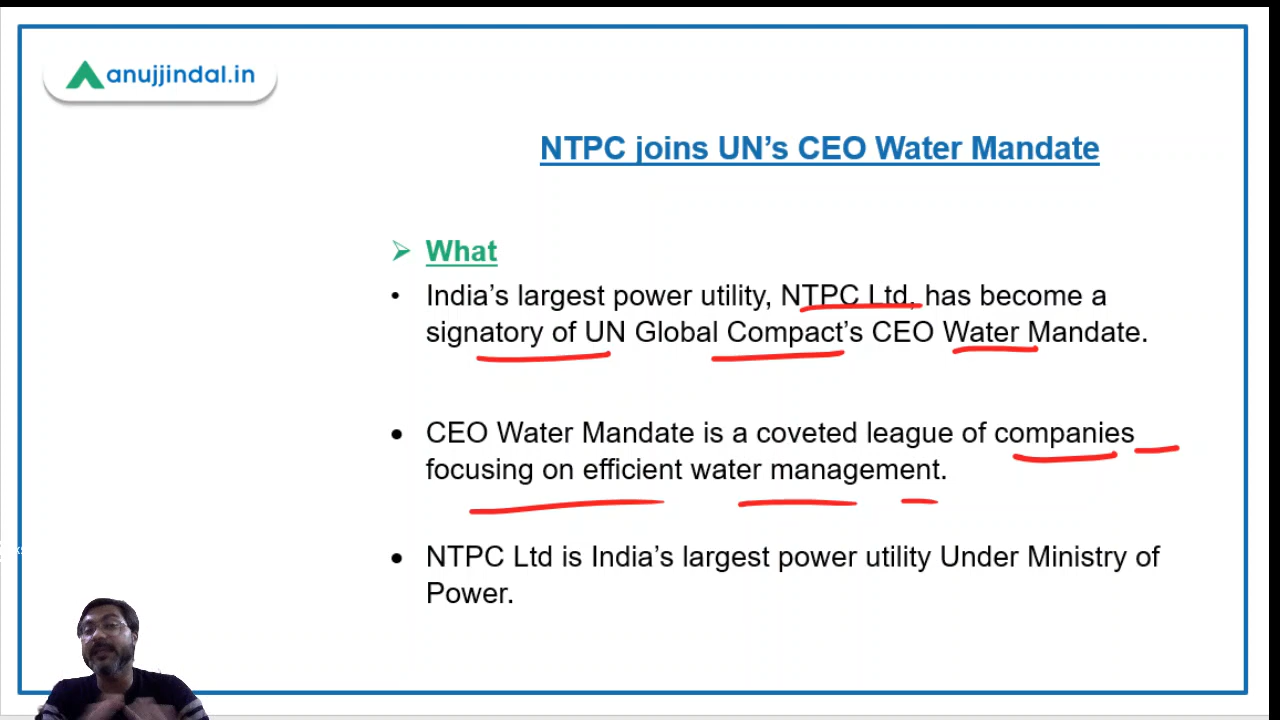 anujjindal.in
NTPC joins UN’s CEO Water Mandate
What
India’s largest power utility, NTPC Ltd. has become a
signatory of UN Global Compact’s CEO Water Mandate.
CEO Water Mandate is a coveted league of companies
focusing on efficient water management.
NTPC Ltd is India’s largest power utility Under Ministry of
Power.